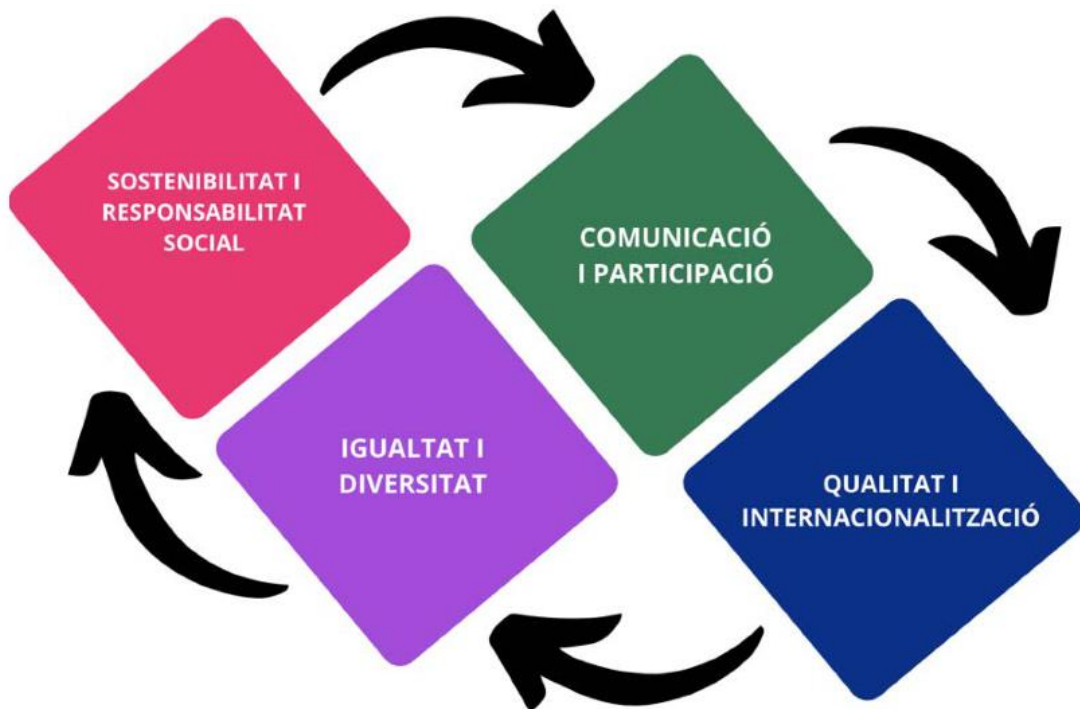 SOSTENIBILITAT I
RESPONSABILITAT
SOCIAL
COMUNICACIÓ
I PARTICIPACIÓ
IGUALTAT I
DIVERSITAT
QUALITAT I
INTERNACIONALITZACIÓ